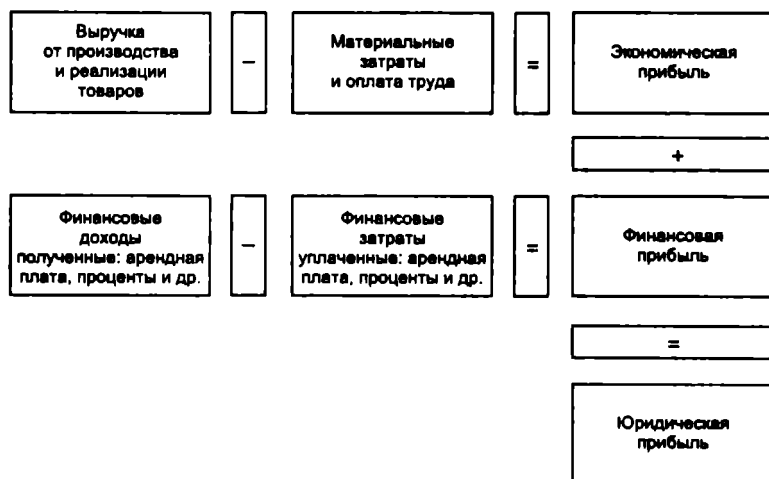 Выручка
от производства
и реализации
товаров
–
Материальные
затраты
и оплата труда
=
Экономическая
прибыль
+
Финансовые
доходы
полученные: арендная
плата, проценты и др.
–
Финансовые
затраты
уплаченные: арендная
плата, проценты и др.
=
Финансовая
прибыль
=
Юридическая
прибыль